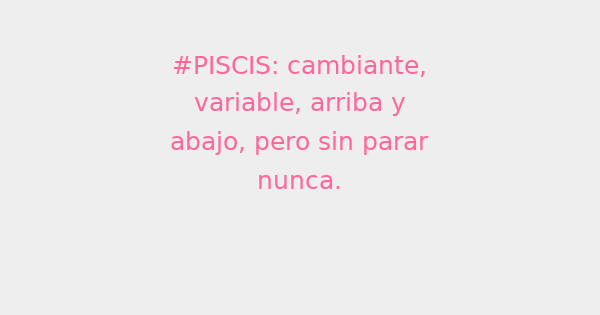 #PISCIS: cambiante,
variable, arriba y
abajo, pero sin parar
nunca.